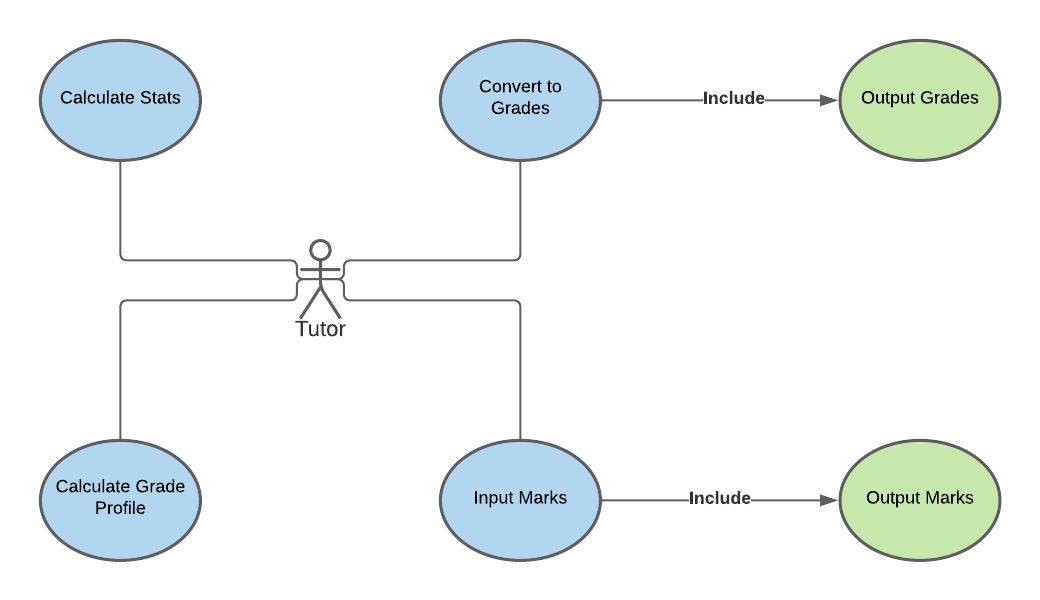 Calculate Stats
Convert to
Grades
Include
Output Grades
Tutor
Calculate Grade
Profile
Input Marks
Include
Output Marks